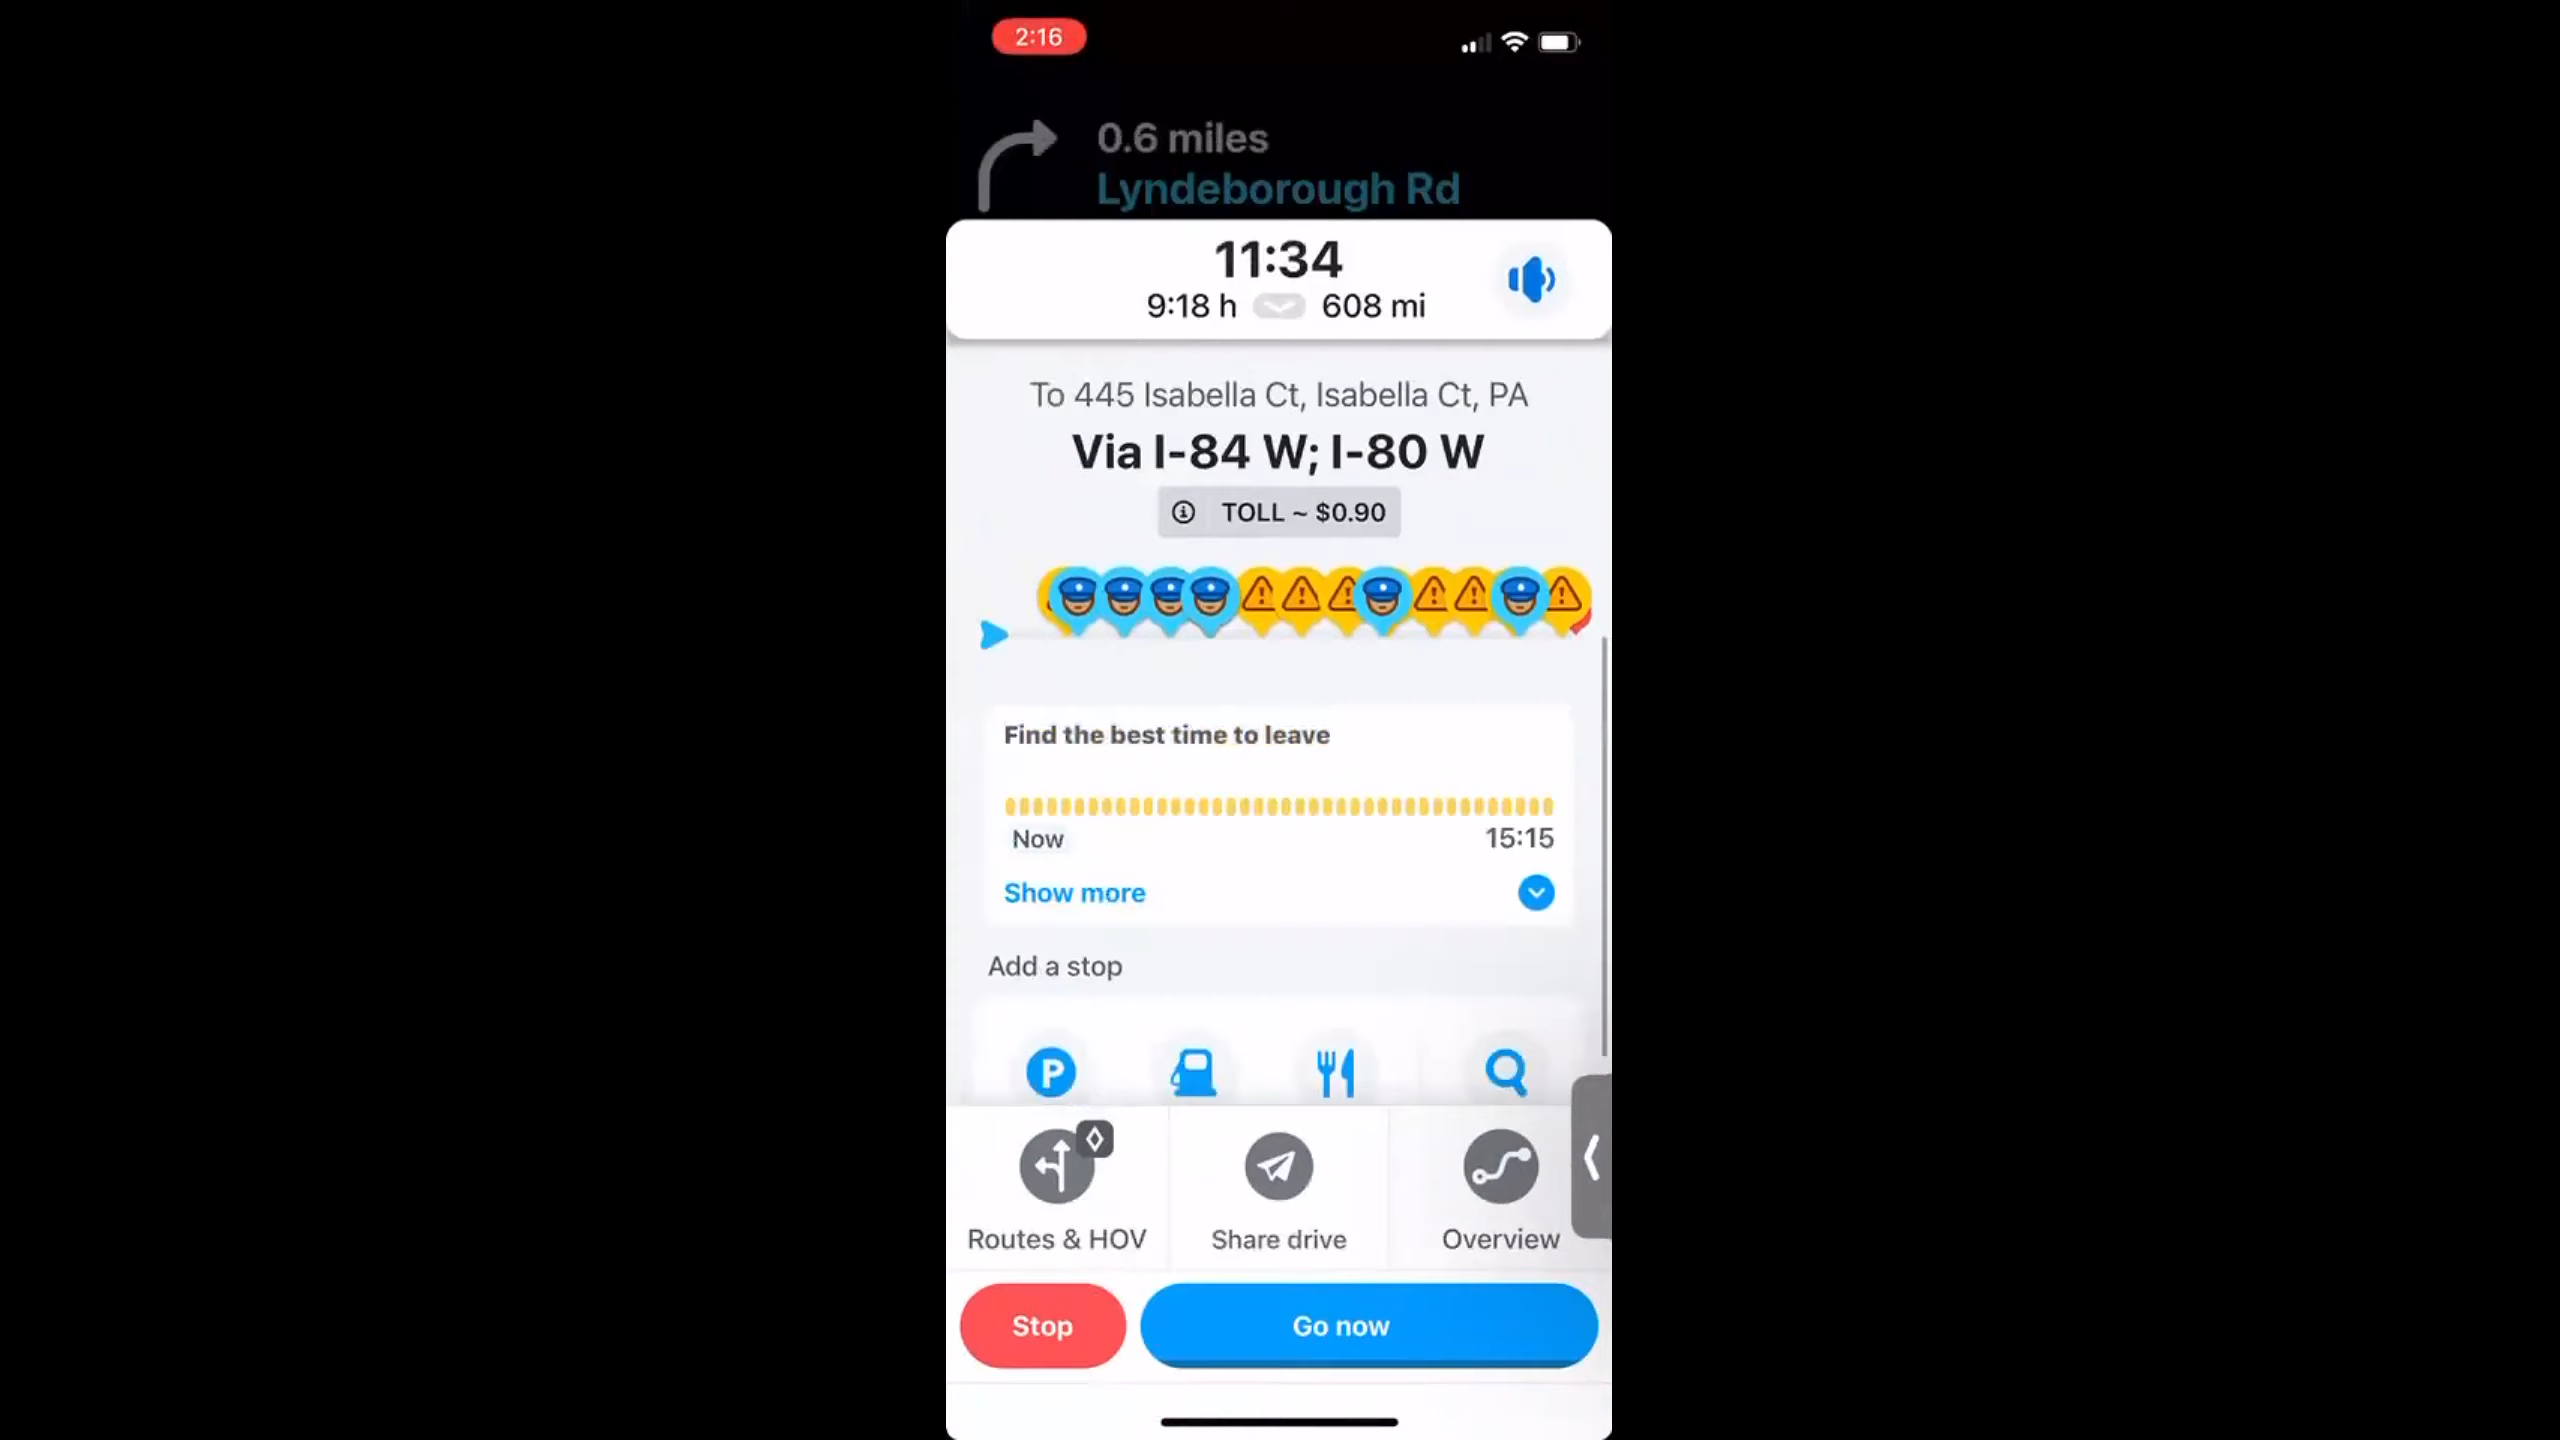 2:16
0.6 miles
Lyndeborough Rd
11:34
9:18 h 608 mi
To 445 Isabella Ct, Isabella Ct, PA
Via I-84 W; I-80 W
TOLL ~ $0.90
Find the best time to leave
Now 15:15
Show more
Add a stop
P
Routes & HOV Share drive Overview
Stop Go now